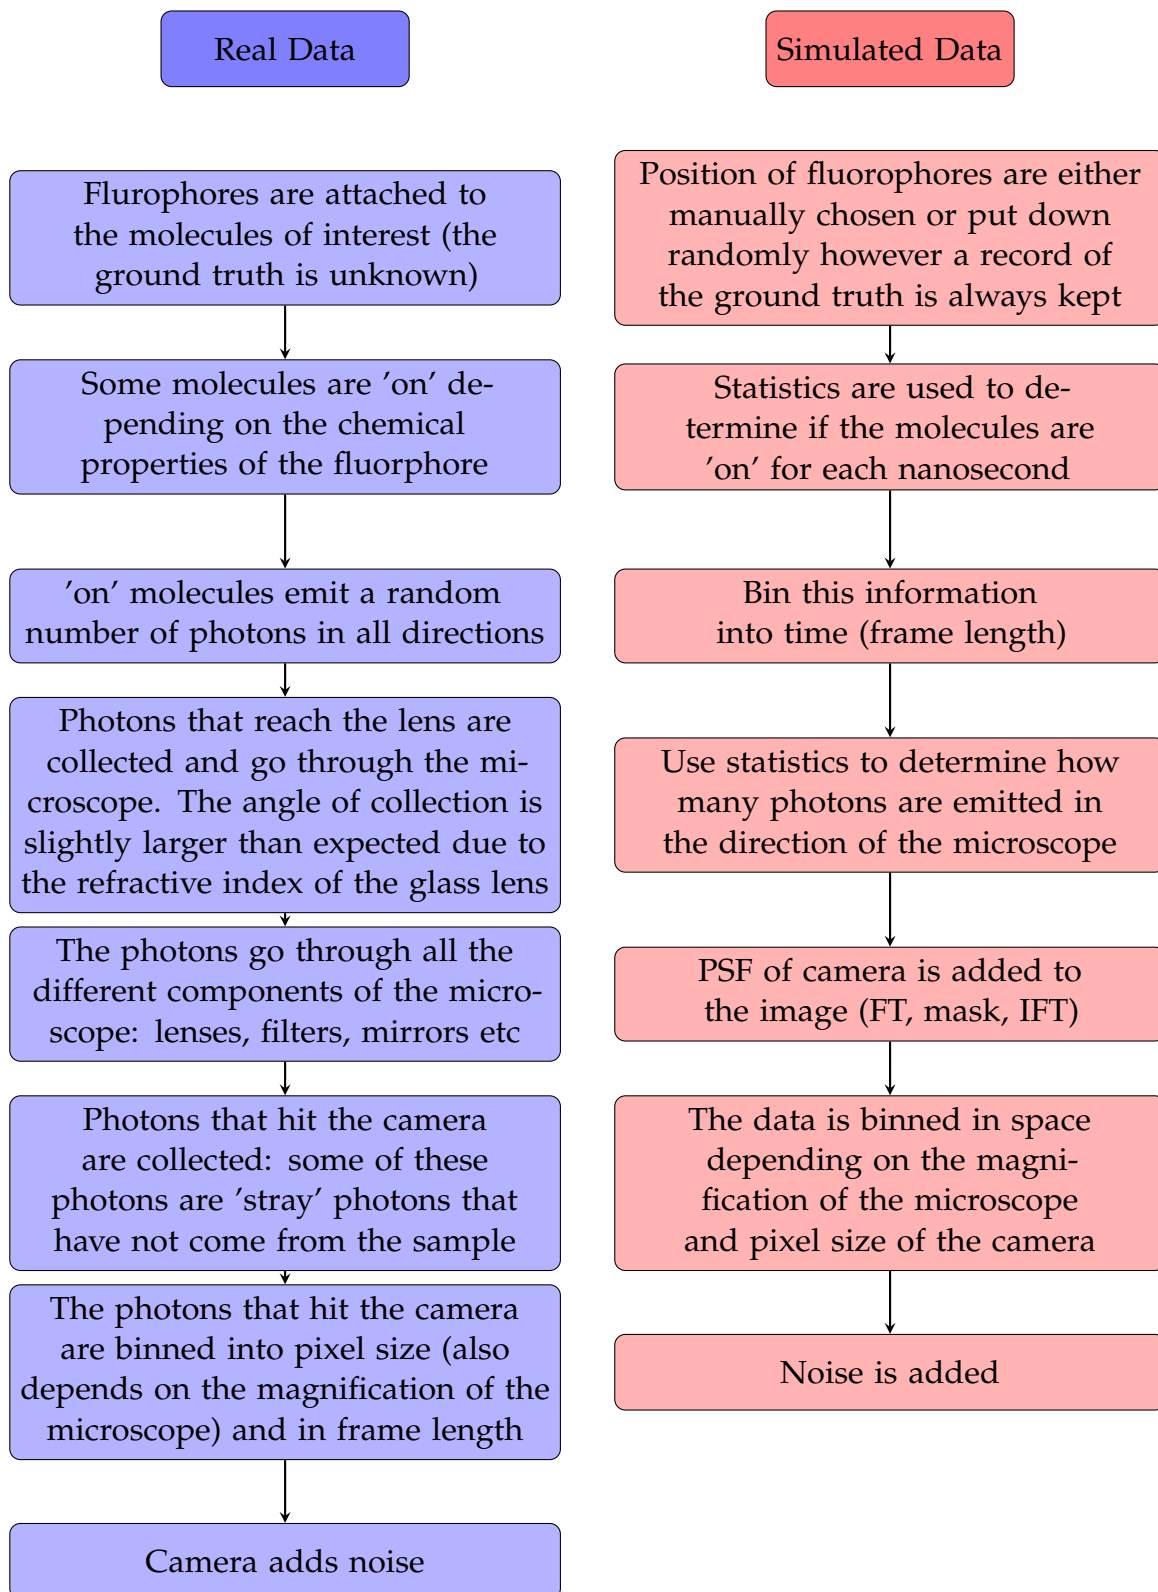 Real Data
Flurophores are attached to
the molecules of interest (the
ground truth is unknown)
Some molecules are 'on' de-
pending on the chemical
properties of the fluorphore
'on' molecules emit a random
number of photons in all directions
Photons that reach the lens are
collected and go through the mi-
croscope. The angle of collection is
slightly larger than expected due to
the refractive index of the glass lens
The photons go through all the
different components of the micro-
scope: lenses, filters, mirrors etc
Photons that hit the camera
are collected: some of these
photons are 'stray' photons that
have not come from the sample
The photons that hit the camera
are binned into pixel size (also
depends on the magnification of the
microscope) and in frame length
Camera adds noise
Simulated Data
Position of fluorophores are either
manually chosen or put down
randomly however a record of
the ground truth is always kept
Statistics are used to de-
termine if the molecules are
'on' for each nanosecond
Bin this information
into time (frame length)
Use statistics to determine how
many photons are emitted in
the direction of the microscope
PSF of camera is added to
the image (FT, mask, IFT)
The data is binned in space
depending on the magni-
fication of the microscope
and pixel size of the camera
Noise is added